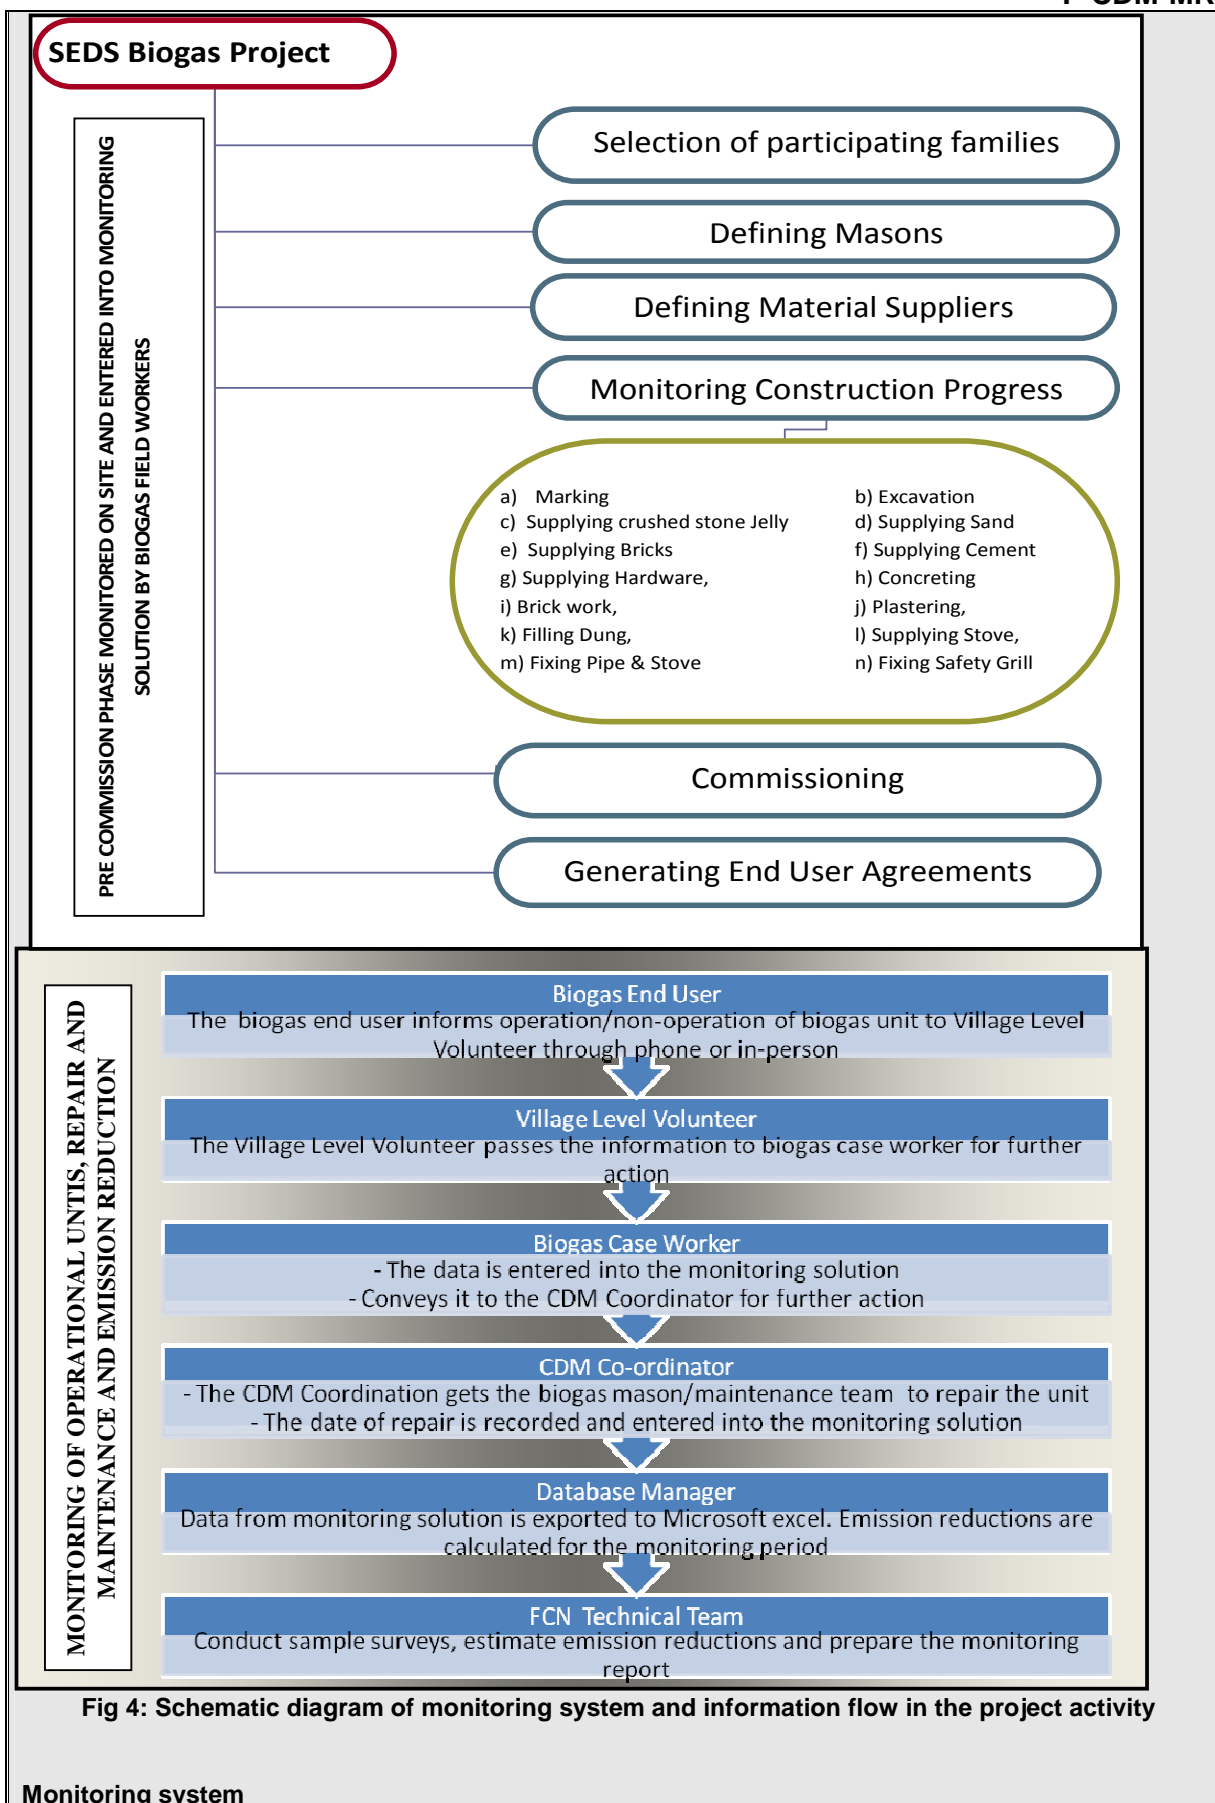 SEDS Biogas Project
PRE COMMISSION PHASE MONITORED ON SITE AND ENTERED INTO MONITORING
SOLUTION BY BIOGAS FIELD WORKERS
Selection of participating families
Defining Masons
Defining Material Suppliers
Monitoring Construction Progress
a) Marking b) Excavation
c) Supplying crushed stone Jelly d) Supplying Sand
e) Supplying Bricks f) Supplying Cement
g) Supplying Hardware, h) Concreting
i) Brick work, j) Plastering,
k) Filling Dung, l) Supplying Stove,
m) Fixing Pipe & Stove n) Fixing Safety Grill
Commissioning
Generating End User Agreements
MONITORING OF OPERATIONAL UNTIS, REPAIR AND
MAINTENANCE AND EMISSION REDUCTION
Biogas End User
The biogas end user informs operation/non-operation of biogas unit to Village Level
Volunteer through phone or in-person
Village Level Volunteer
The Village Level Volunteer passes the information to biogas case worker for further
action
Biogas Case Worker
- The data is entered into the monitoring solution
- Conveys it to the CDM Coordinator for further action
CDM Co-ordinator
- The CDM Coordination gets the biogas mason/maintenance team to repair the unit
- The date of repair is recorded and entered into the monitoring solution
Database Manager
Data from monitoring solution is exported to Microsoft excel. Emission reductions are
calculated for the monitoring period
FCN Technical Team
Conduct sample surveys, estimate emission reductions and prepare the monitoring
report
Fig 4: Schematic diagram of monitoring system and information flow in the project activity
Monitoring system